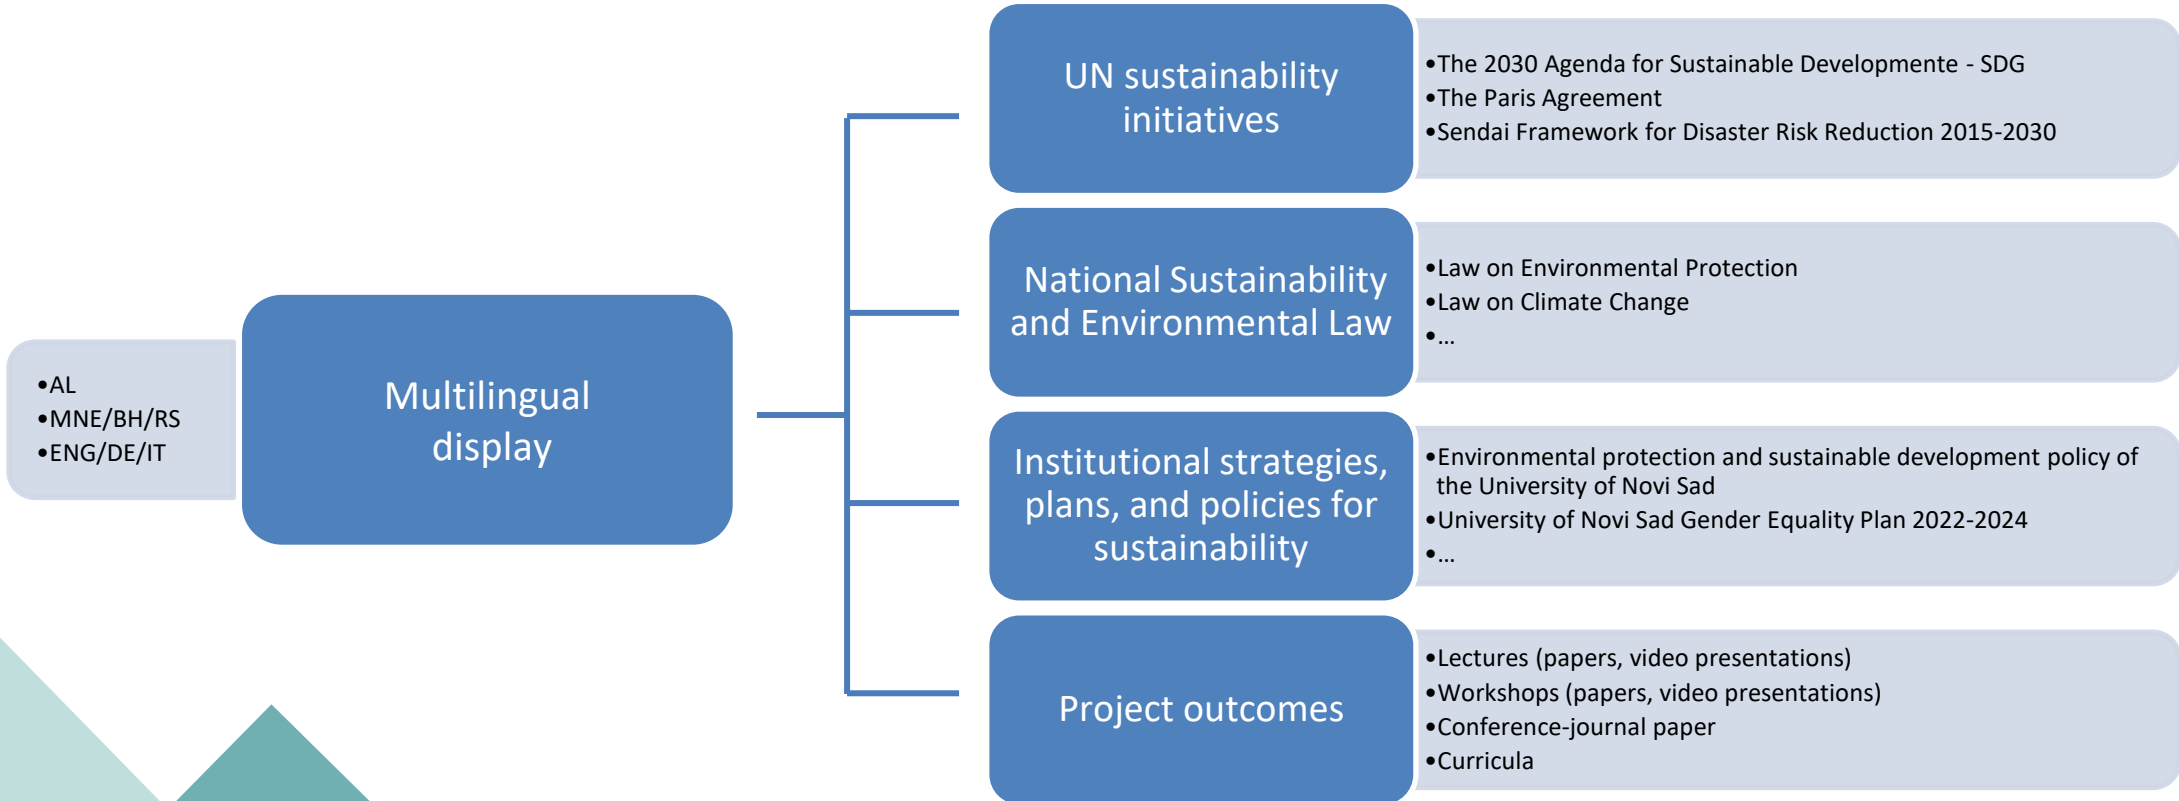 •AL
•MNE/BH/RS
•ENG/DE/IT
Multilingual
display
UN sustainability
initiatives
•The 2030 Agenda for Sustainable Developmente - SDG
•The Paris Agreement
•Sendai Framework for Disaster Risk Reduction 2015-2030
National Sustainability
and Environmental Law
•Law on Environmental Protection
•Law on Climate Change
•...
Institutional strategies,
plans, and policies for
sustainability
•Environmental protection and sustainable development policy of
the University of Novi Sad
•University of Novi Sad Gender Equality Plan 2022-2024
•...
Project outcomes
•Lectures (papers, video presentations)
•Workshops (papers, video presentations)
•Conference-journal paper
•Curricula